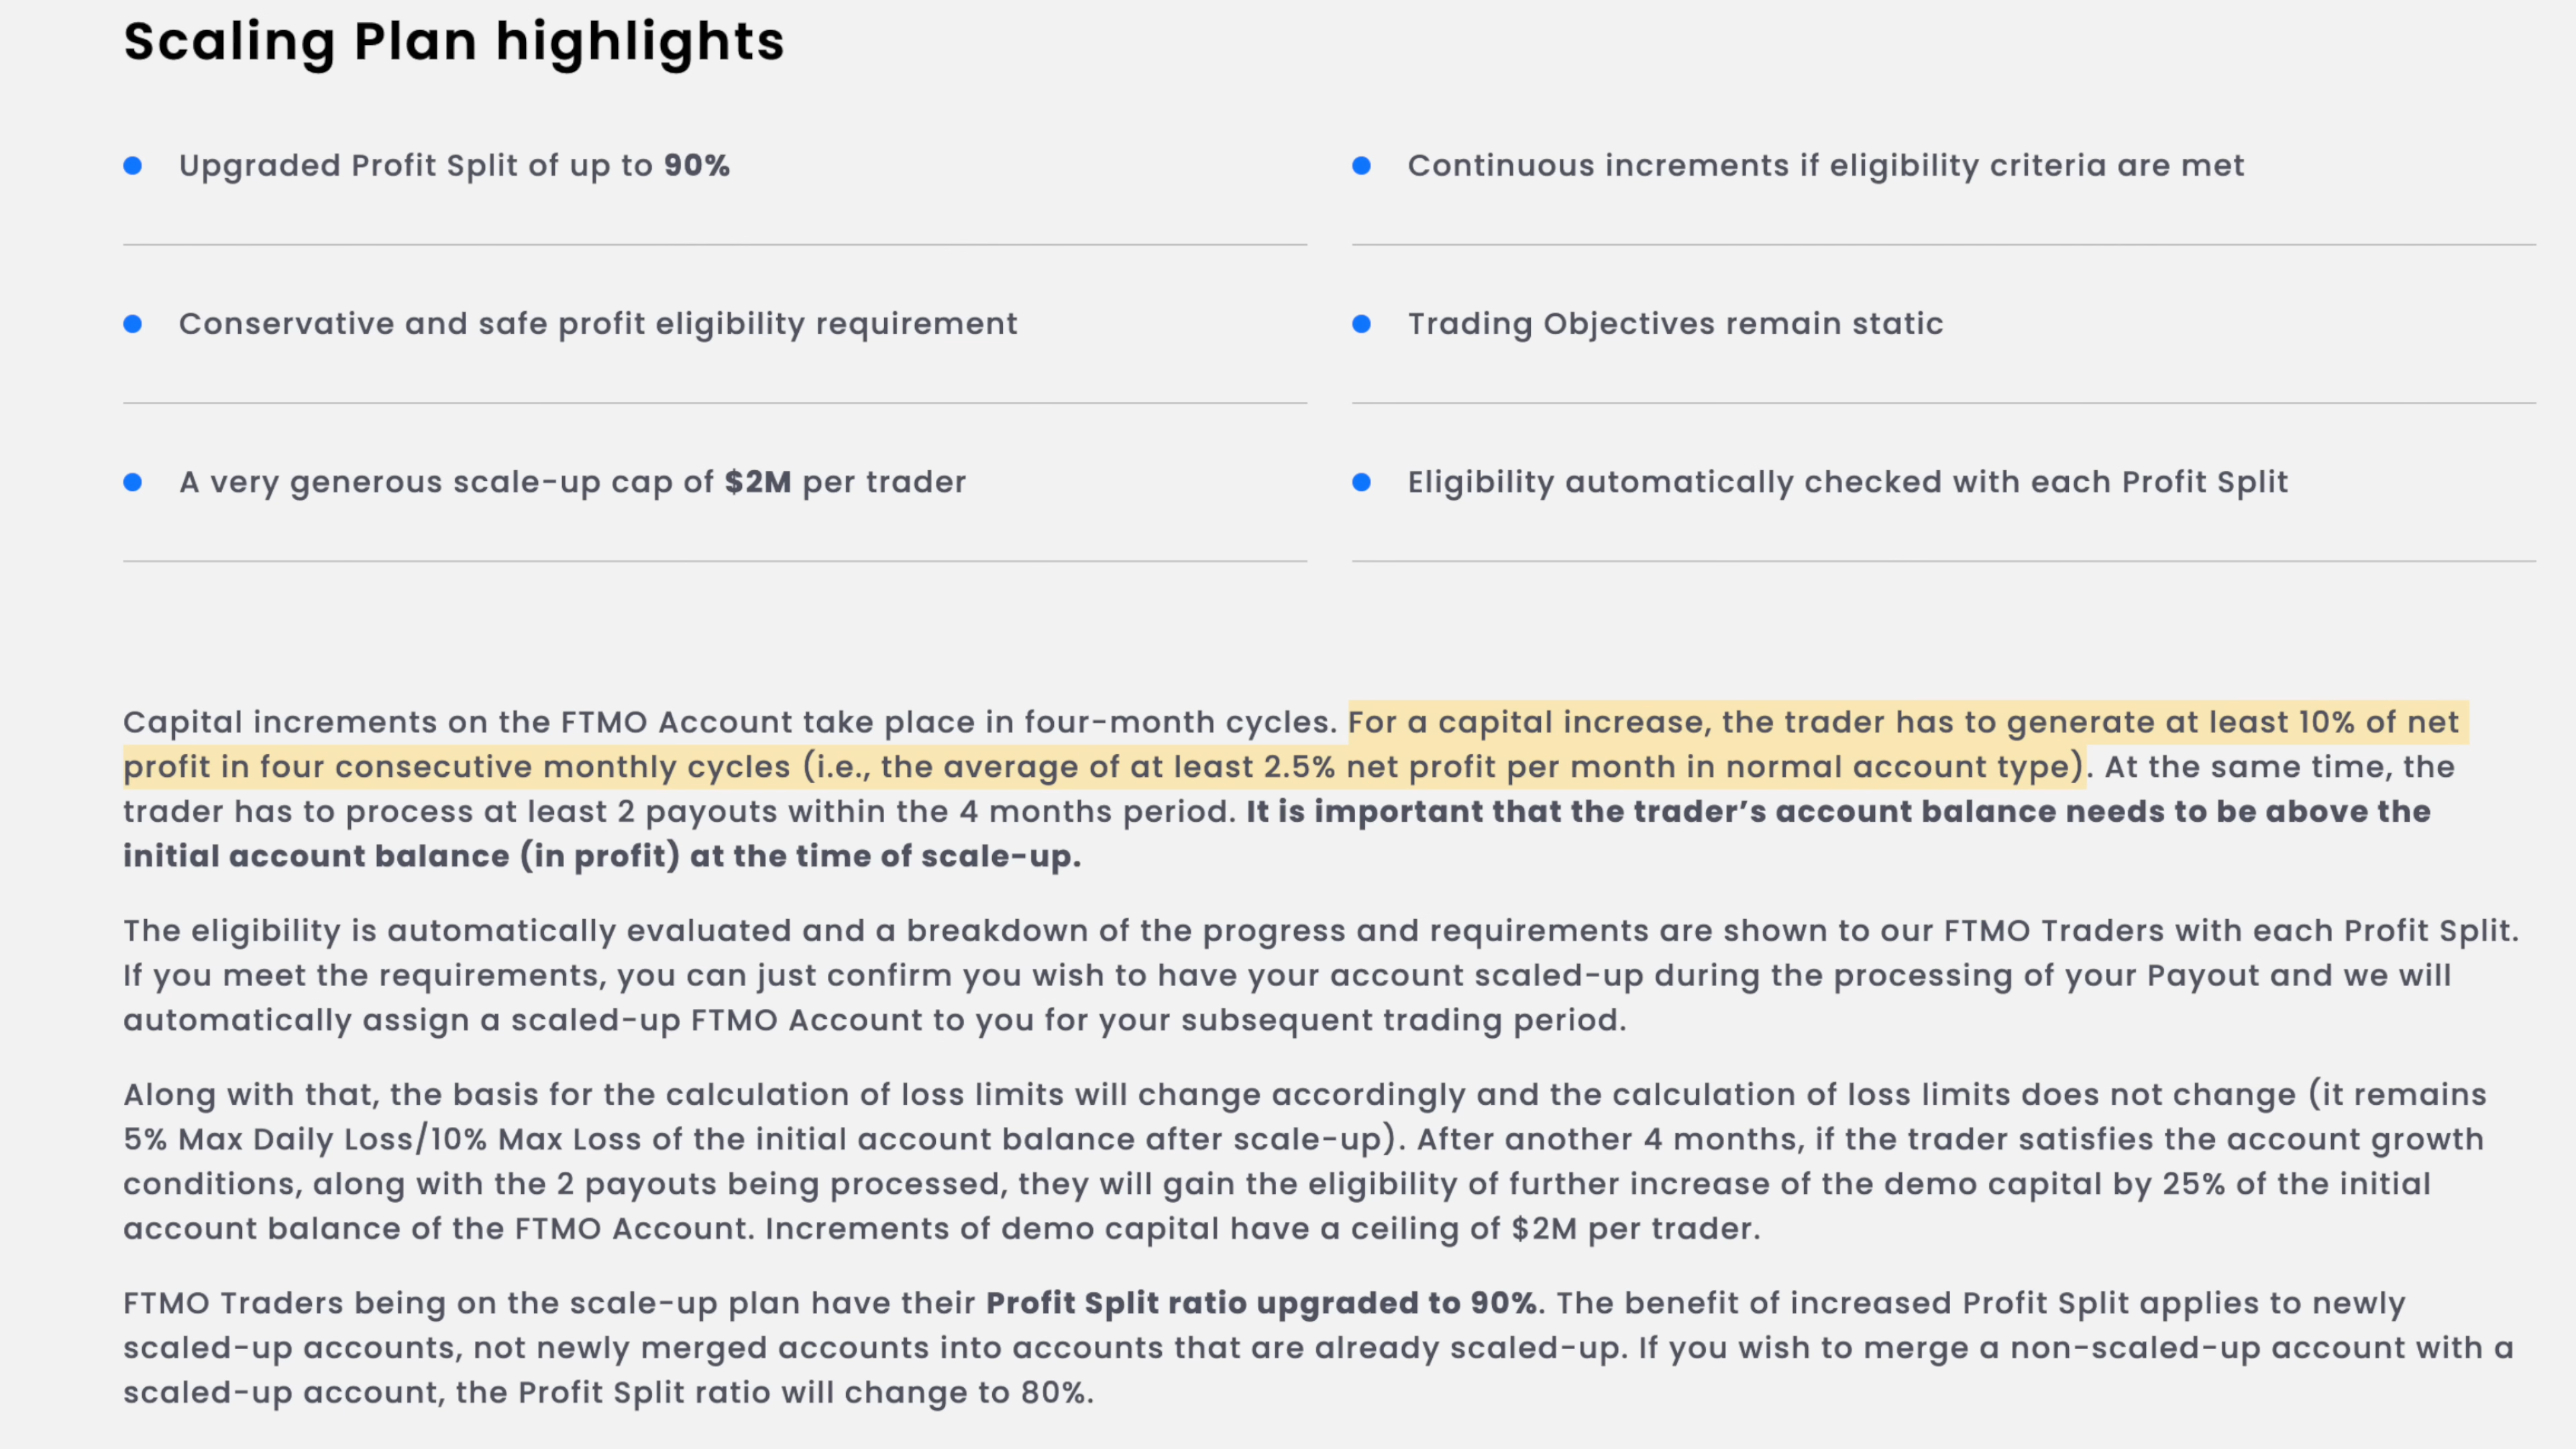 Scaling Plan highlights
Upgraded Profit Split of up to 90%
Continuous increments if eligibility criteria are met
Conservative and safe profit eligibility requirement
Trading Objectives remain static
A very generous scale-up cap of $2M per trader
Eligibility automatically checked with each Profit Split
Capital increments on the FTMO Account take place in four-month cycles. For a capital increase, the trader has to generate at least 10% of net
profit in four consecutive monthly cycles (i.e., the average of at least 2.5% net profit per month in normal account type). At the same time, the
trader has to process at least 2 payouts within the 4 months period. It is important that the trader’s account balance needs to be above the
initial account balance (in profit) at the time of scale-up.
The eligibility is automatically evaluated and a breakdown of the progress and requirements are shown to our FTMO Traders with each Profit Split.
If you meet the requirements, you can just confirm you wish to have your account scaled-up during the processing of your Payout and we will
automatically assign a scaled-up FTMO Account to you for your subsequent trading period.
Along with that, the basis for the calculation of loss limits will change accordingly and the calculation of loss limits does not change (it remains
5% Max Daily Loss/10% Max Loss of the initial account balance after scale-up). After another 4 months, if the trader satisfies the account growth
conditions, along with the 2 payouts being processed, they will gain the eligibility of further increase of the demo capital by 25% of the initial
account balance of the FTMO Account. Increments of demo capital have a ceiling of $2M per trader.
FTMO Traders being on the scale-up plan have their Profit Split ratio upgraded to 90%. The benefit of increased Profit Split applies to newly
scaled-up accounts, not newly merged accounts into accounts that are already scaled-up. If you wish to merge a non-scaled-up account with a
scaled-up account, the Profit Split ratio will change to 80%.